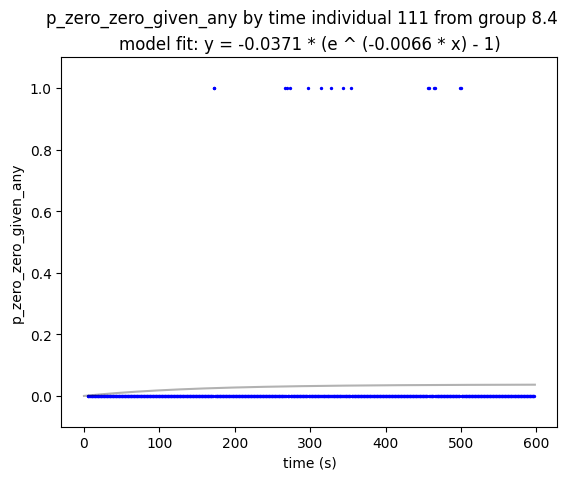 p_zero_zero_given_any by time individual 111 from group 8.4
model fit: y = -0.0371 * (e ^ (-0.0066 * x) - 1)
p_zero_zero_given_any
1.0
0.8
0.6
0.4
0.2
0.0
0 100 200 300 400 500 600
time (s)